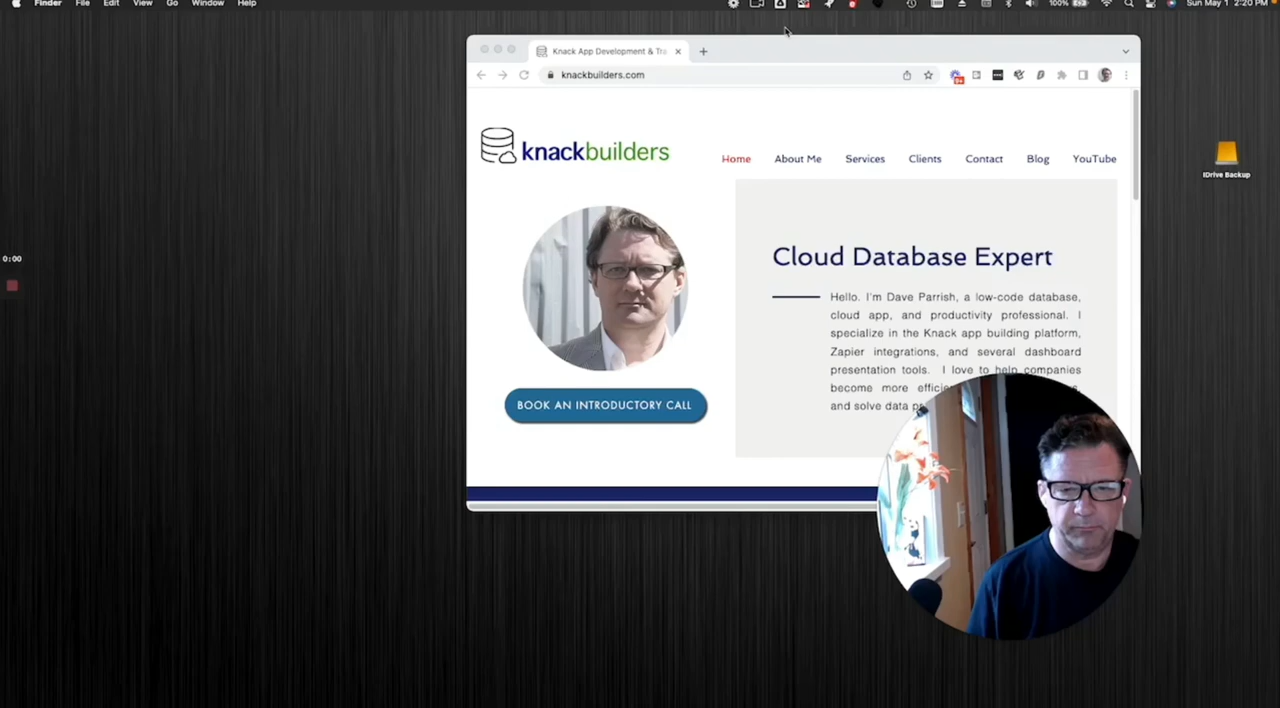 Finder File Edit View Go Window Help 100% Sun May 1 2:20 PM
Knack App Development & Tra
knackbuilders.com
9+
knackbuilders
Home About Me Services Clients Contact Blog YouTube
IDrive Backup
Cloud Database Expert
0:00
Hello. I'm Dave Parrish, a low-code database,
cloud app, and productivity professional. I
specialize in the Knack app building platform,
Zapier integrations, and several dashboard
presentation tools. I love to help companies
become more effici
and solve data
BOOK AN INTRODUCTORY CALL